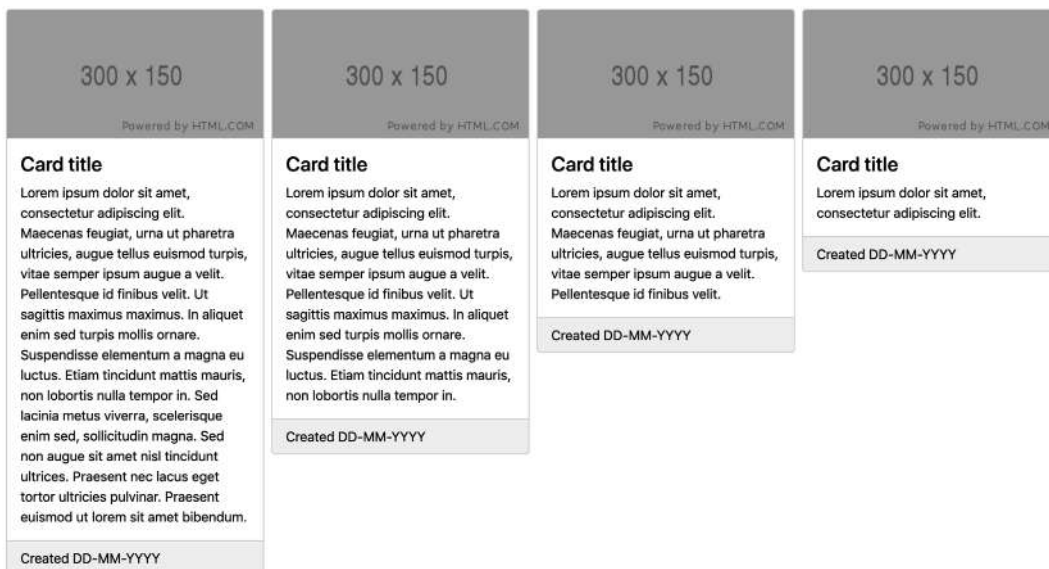 300 x 150
Powered by HTML.COM
Card title
Lorem ipsum dolor sit amet,
consectetur adipiscing elit.
Maecenas feugiat, urna ut pharetra
ultricies, augue tellus euismod turpis,
vitae semper ipsum augue a velit.
Pellentesque id finibus velit. Ut
sagittis maximus maximus. In aliquet
enim sed turpis mollis ornare.
Suspendisse elementum a magna eu
luctus. Etiam tincidunt mattis mauris,
non lobortis nulla tempor in. Sed
lacinia metus viverra, scelerisque
enim sed, sollicitudin magna. Sed
non augue sit amet nisl tincidunt
ultrices. Praesent nec lacus eget
tortor ultricies pulvinar. Praesent
euismod ut lorem sit amet bibendum.
Created DD-MM-YYYY
300 x 150
Powered by HTML.COM
Card title
Lorem ipsum dolor sit amet,
consectetur adipiscing elit.
Maecenas feugiat, urna ut pharetra
ultricies, augue tellus euismod turpis,
vitae semper ipsum augue a velit.
Pellentesque id finibus velit. Ut
sagittis maximus maximus. In aliquet
enim sed turpis mollis ornare.
Suspendisse elementum a magna eu
luctus. Etiam tincidunt mattis mauris,
non lobortis nulla tempor in.
Created DD-MM-YYYY
300 x 150
Powered by HTML.COM
Card title
Lorem ipsum dolor sit amet,
consectetur adipiscing elit.
Maecenas feugiat, urna ut pharetra
ultricies, augue tellus euismod turpis,
vitae semper ipsum augue a velit.
Pellentesque id finibus velit.
Created DD-MM-YYYY
300 x 150
Powered by HTML.COM
Card title
Lorem ipsum dolor sit amet,
consectetur adipiscing elit.
Created DD-MM-YYYY